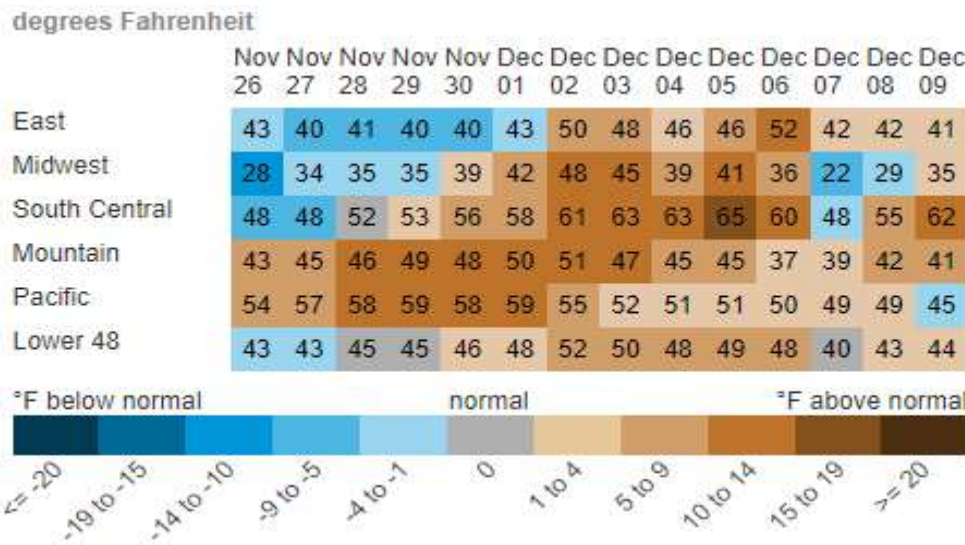 degrees Fahrenheit
Nov Nov Nov Nov Nov Dec Dec Dec Dec Dec Dec Dec Dec Dec
26 27 28 29 30 01 02 03 04 05 06 07 08 09
East 43 40 41 40 40 43 50 48 46 46 52 42 42 41
Midwest 28 34 35 35 39 42 48 45 39 41 36 22 29 35
South Central 48 48 52 53 56 58 61 63 63 65 60 48 55 62
Mountain 43 45 46 49 48 50 51 47 45 45 37 39 42 41
Pacific 54 57 58 59 58 59 55 52 51 51 50 49 49 45
Lower 48 43 43 45 45 46 48 52 50 48 49 48 40 43 44
°F below normal normal °F above normal
<= -20 -19 to -15 -14 to -10 -9 to -5 -4 to -1 0 1 to 4 5 to 9 10 to 14 15 to 19 >= 20